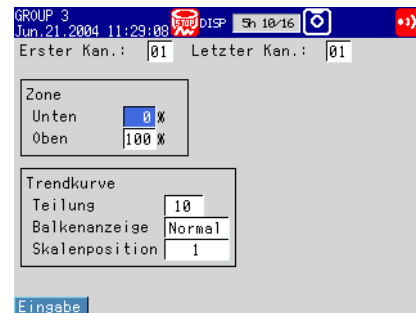 GROUP 3
Jun.21.2004 11:29:08 STOP DISP 5h 10/16
Erster Kan.: 01 Letzter Kan.: 01
Zone
Unten 0 %
Oben 100 %
Trendkurve
Teilung 10
Balkenanzeige Normal
Skalenposition 1
Eingabe